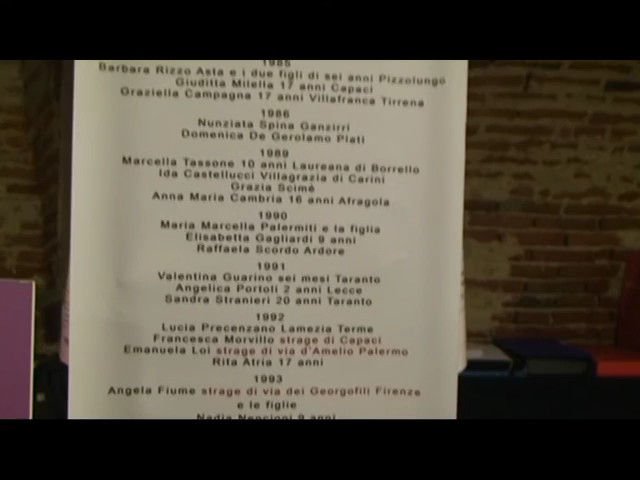 1985
Barbara Rizzo Asta e i due figli di sei anni Pizzolungo
Giuditta Milella 17 anni Capaci
Graziella Campagna 17 anni Villafranca Tirrena
1986
Nunziata Spina Ganzirri
Domenica De Gerolamo Plati
1989
Marcella Tassone 10 anni Laureana di Borrello
Ida Castellucci Villagrazia di Carini
Grazia Scimè
Anna Maria Cambria 16 anni Afragola
1990
Maria Marcella Palermiti e la figlia
Elisabetta Gagliardi 9 anni
Raffaela Scordo Ardore
1991
Valentina Guarino sei mesi Taranto
Angelica Portoli 2 anni Lecce
Sandra Stranieri 20 anni Taranto
1992
Lucia Precenzano Lamezia Terme
Francesca Morvillo strage di Capaci
Emanuela Loi strage di via d'Amelio Palermo
Rita Atria 17 anni
1993
Angela Fiume strage di via dei Georgofili Firenze
e le figlie
Nadia Nencioni 9 anni